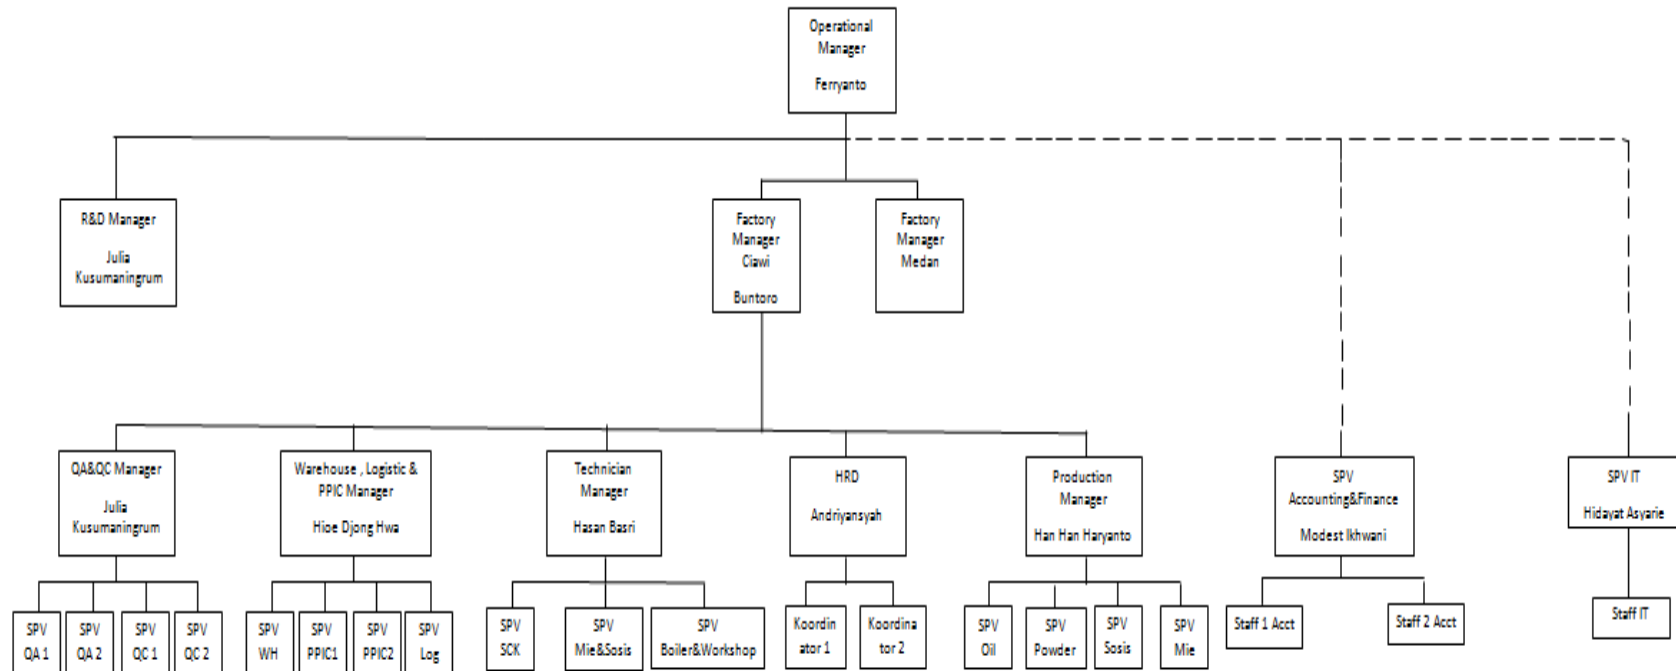 Operational
Manager
Ferryanto
R&D Manager
Julia
Kusumaningrum
Factory
Manager
Ciawi
Buntoro
Factory
Manager
Medan
QA&QC Manager
Julia
Kusumaningrum
Warehouse , Logistic &
PPIC Manager
Hioe Djong Hwa
Technician
Manager
Hasan Basri
HRD
Andriyansyah
Production
Manager
Han Han Haryanto
SPV
Accounting&Finance
Modest Ikhwani
SPV IT
Hidayat Asyarie
SPV
QA 1
SPV
QA 2
SPV
QC 1
SPV
QC 2
SPV
WH
SPV
PPIC1
SPV
PPIC2
SPV
Log
SPV
SCK
SPV
Mie&Sosis
SPV
Boiler&Workshop
Koordin
ator 1
Koordina
tor 2
SPV
Oil
SPV
Powder
SPV
Sosis
SPV
Mie
Staff 1 Acct
Staff 2 Acct
Staff IT